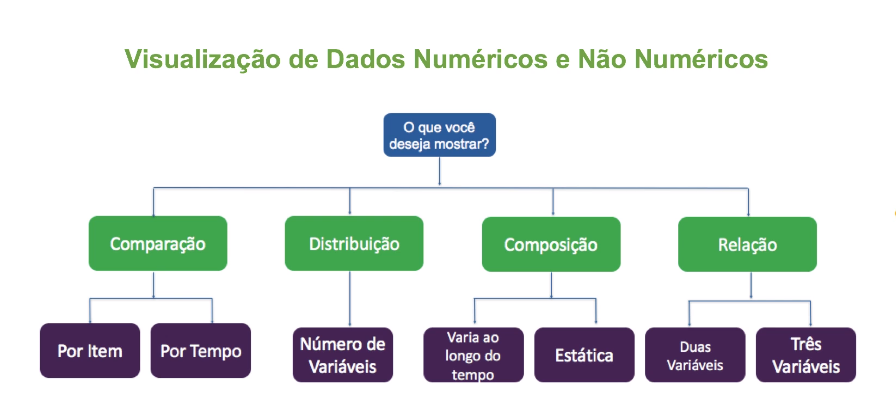 Visualização de Dados Numéricos e Não Numéricos
O que você
deseja mostrar?
Comparação
Distribuição
Composição
Relação
Por Item
Por Tempo
Número de
Variáveis
Varia ao
longo do
tempo
Estática
Duas
Variáveis
Três
Variáveis